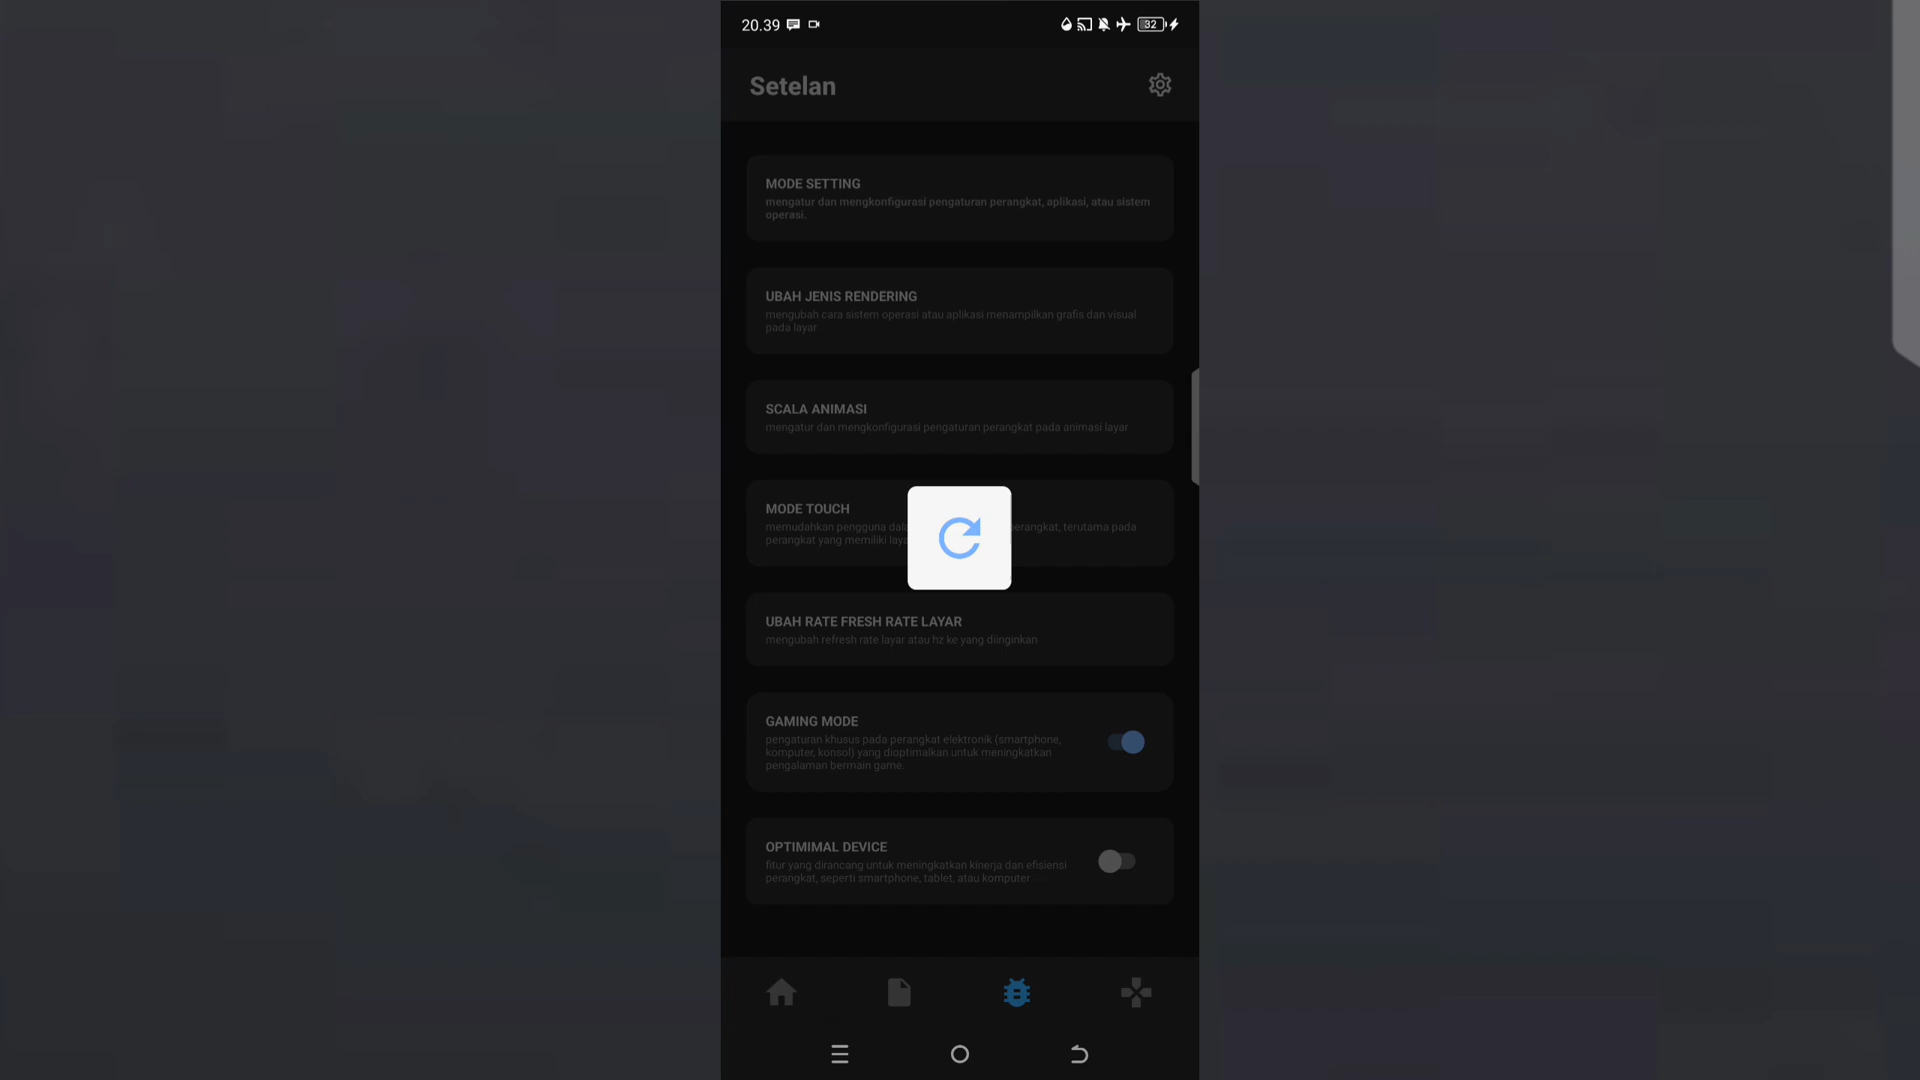 20.39
32
Setelan
MODE SETTING
mengatur dan mengkonfigurasi pengaturan perangkat, aplikasi, atau sistem
operasi.
UBAH JENIS RENDERING
mengubah cara sistem operasi atau aplikasi menampilkan grafis dan visual
pada layar
SCALA ANIMASI
mengatur dan mengkonfigurasi pengaturan perangkat pada animasi layar
MODE TOUCH
memudahkan pengguna erangkat, terutama pada
perangkat yang memiliki
UBAH RATE FRESH RATE LAYAR
mengubah refresh rate layar atau hz ke yang diinginkan
GAMING MODE
pengaturan khusus pada perangkat elektronik (smartphone,
komputer, konsol) yang dioptimalkan untuk meningkatkan
pengalaman bermain game.
OPTIMIMAL DEVICE
fitur yang dirancang untuk meningkatkan kinerja dan efisiensi
perangkat, seperti smartphone, tablet, atau komputer